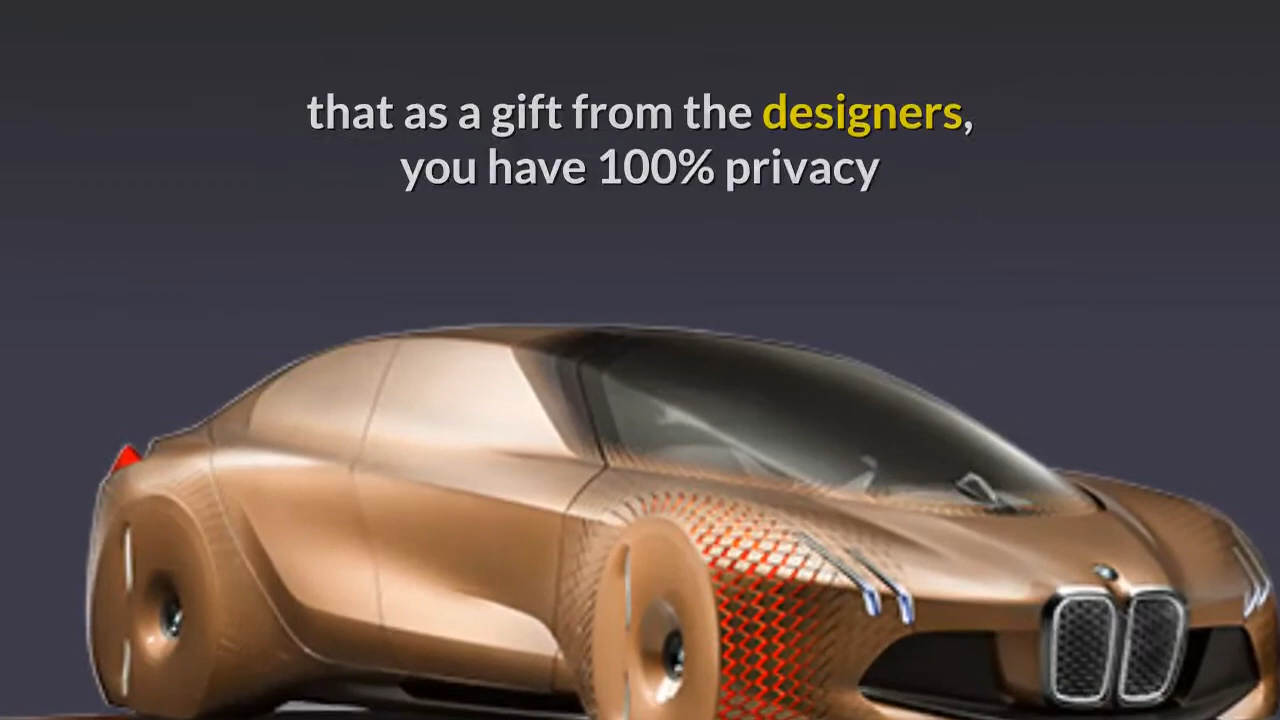 that as a gift from the designers,
you have 100% privacy